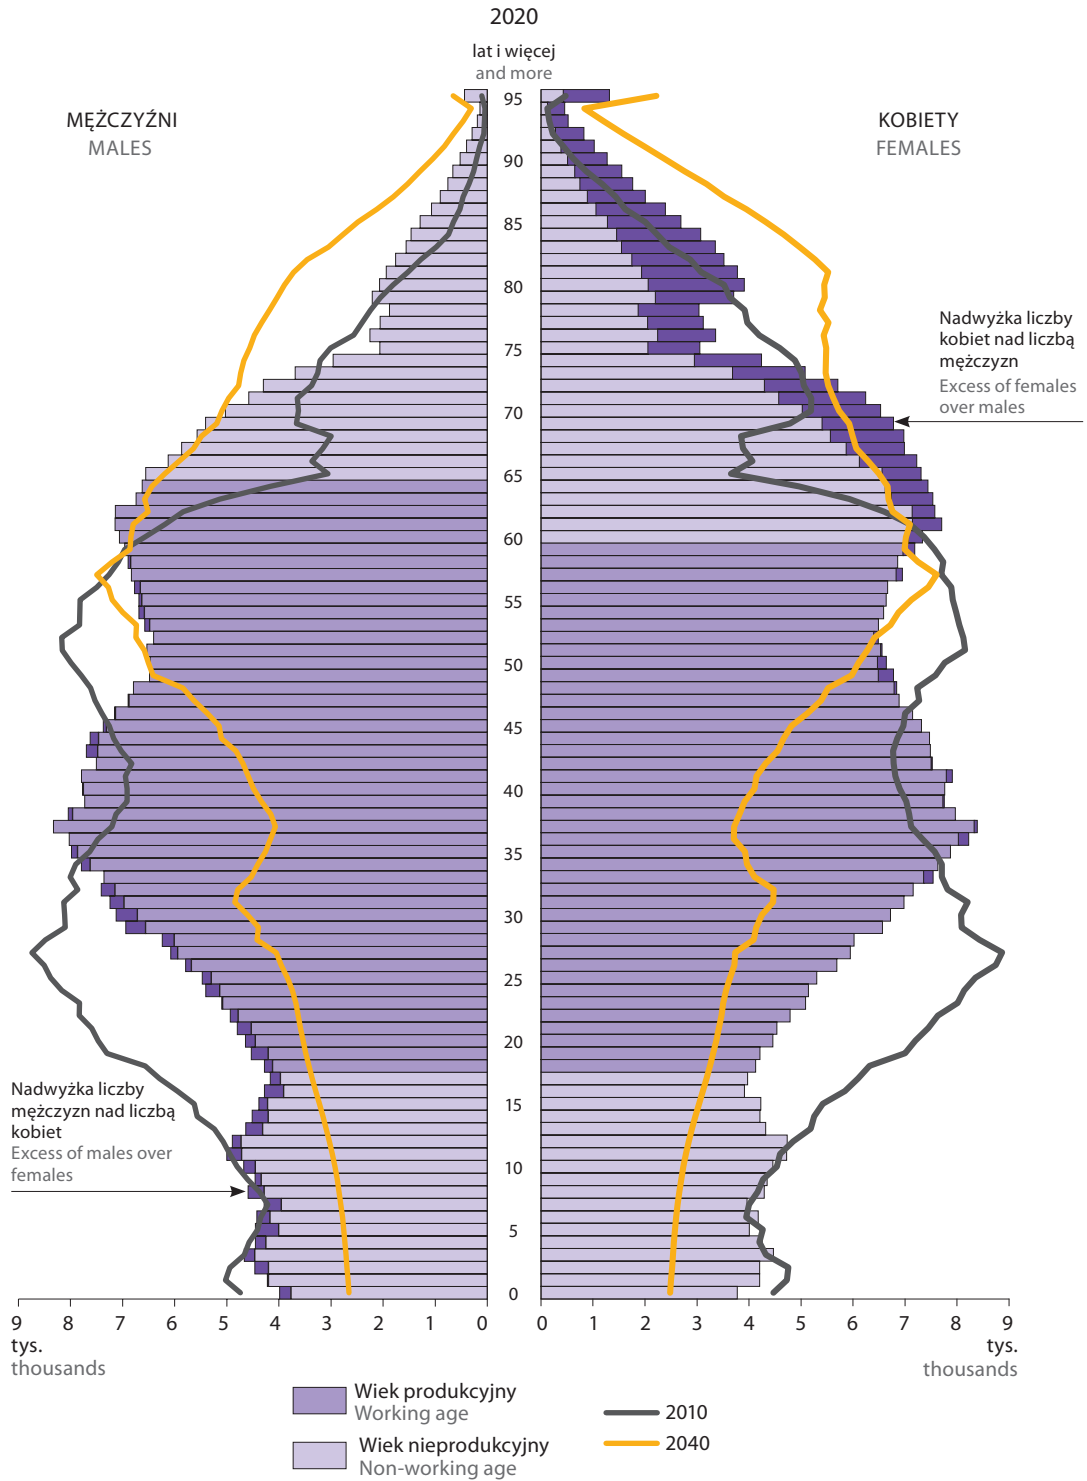 2020
lat i więcej
and more
MĘŻCZYŹNI
MALES
KOBIETY
FEMALES
95
90
85
80
75
70
65
60
55
50
45
40
35
30
25
20
15
10
5
0
Nadwyżka liczby
kobiet nad liczbą
mężczyzn
Excess of females
over males
Nadwyżka liczby
mężczyzn nad liczbą
kobiet
Excess of males over
females
9 8 7 6 5 4 3 2 1 0
0 1 2 3 4 5 6 7 8 9
tys.
thousands
tys.
thousands
Wiek produkcyjny
Working age
Wiek nieprodukcyjny
Non-working age
2010
2040